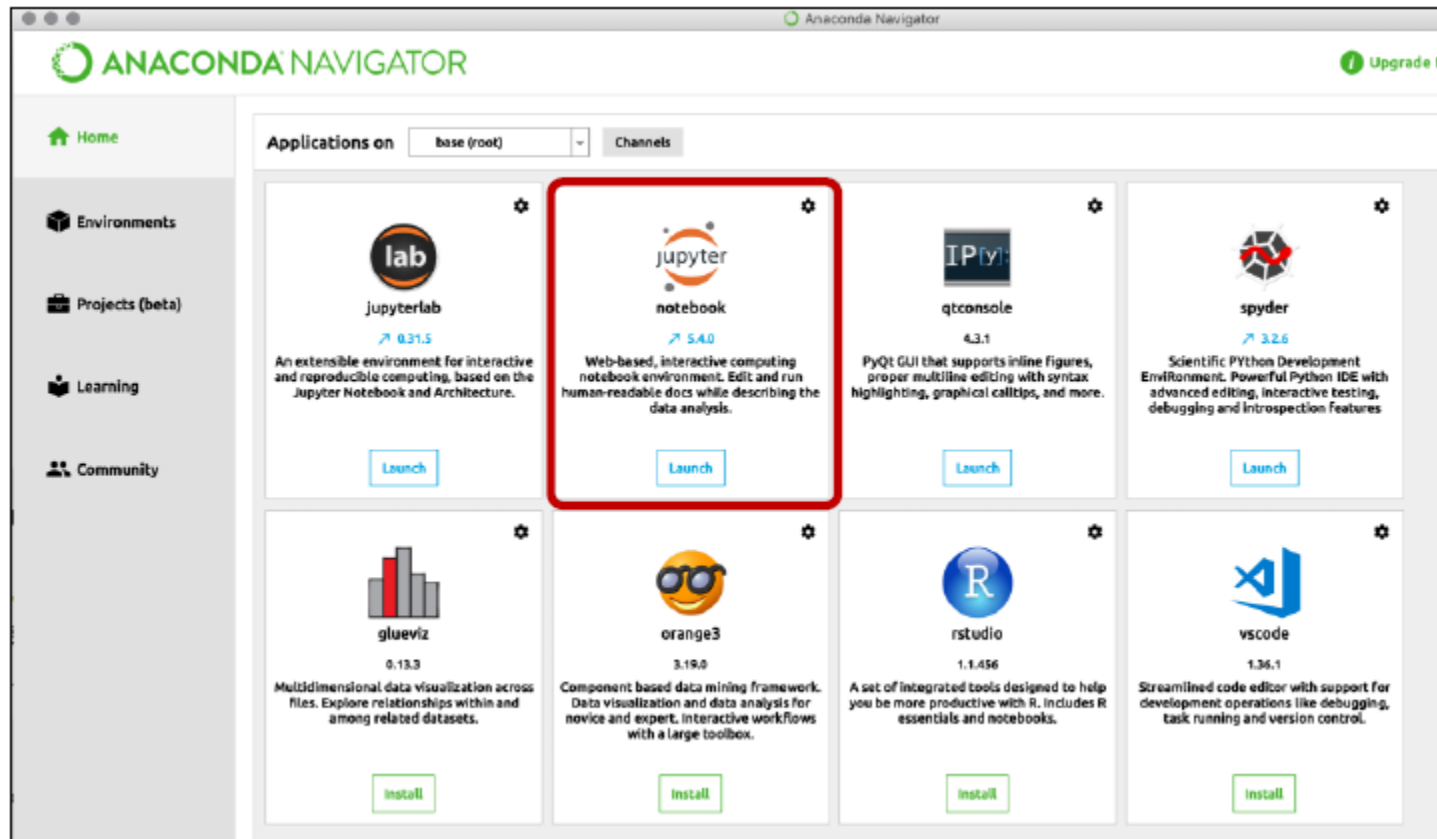 Anaconda Navigator
ANACONDA NAVIGATOR
Upgrade
Home
Environments
Projects (beta)
Learning
Community
Applications on
base (root)
Channels
lab
jupyterlab
0.31.5
An extensible environment for interactive
and reproducible computing, based on the
Jupyter Notebook and Architecture.
Launch
jupyter
notebook
5.4.0
Web-based, interactive computing
notebook environment. Edit and run
human-readable docs while describing the
data analysis.
Launch
IP[y]:
qtconsole
4.3.1
PyQt GUI that supports inline figures,
proper multiline editing with syntax
highlighting, graphical calltips, and more.
Launch
spyder
3.2.6
Scientific PYthon Development
EnviRonment. Powerful Python IDE with
advanced editing, interactive testing,
debugging and introspection features
Launch
glueviz
0.13.3
Multidimensional data visualization across
files. Explore relationships within and
among related datasets.
Install
orange3
3.19.0
Component based data mining framework.
Data visualization and data analysis for
novice and expert. Interactive workflows
with a large toolbox.
Install
R
rstudio
1.1.456
A set of integrated tools designed to help
you be more productive with R. Includes R
essentials and notebooks.
Install
vscode
1.36.1
Streamlined code editor with support for
development operations like debugging,
task running and version control.
Install